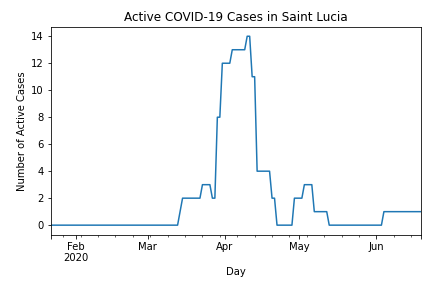 Active COVID-19 Cases in Saint Lucia
Number of Active Cases
14
12
10
8
6
4
2
0
Feb
2020
Mar
Apr
May
Jun
Day